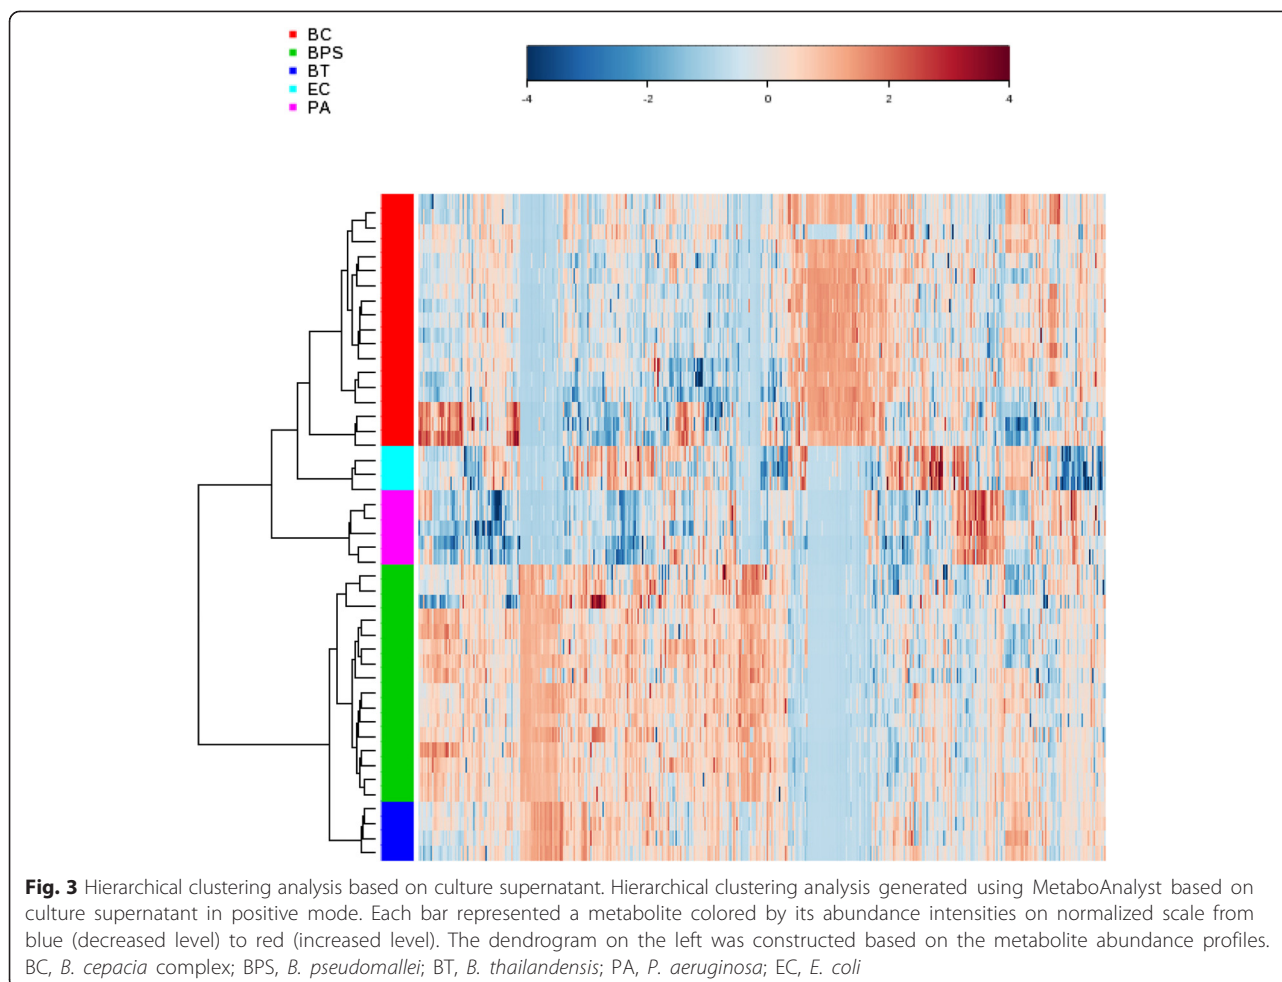 BC
BPS
BT
EC
PA
-4 -2 0 2 4
Fig. 3 Hierarchical clustering analysis based on culture supernatant. Hierarchical clustering analysis generated using MetaboAnalyst based on
culture supernatant in positive mode. Each bar represented a metabolite colored by its abundance intensities on normalized scale from
blue (decreased level) to red (increased level). The dendrogram on the left was constructed based on the metabolite abundance profiles.
BC, B. cepacia complex; BPS, B. pseudomallei; BT, B. thailandensis; PA, P. aeruginosa; EC, E. coli